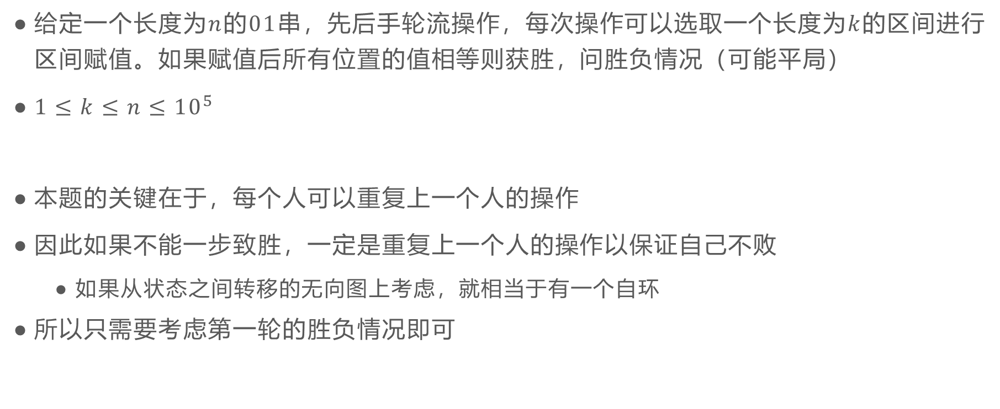 ● 给定一个长度为n的01串，先后手轮流操作，每次操作可以选取一个长度为k的区间进行
区间赋值。如果赋值后所有位置的值相等则获胜，问胜负情况（可能平局）
● 1 ≤ k ≤ n ≤ 10⁵
● 本题的关键在于，每个人可以重复上一个人的操作
● 因此如果不能一步致胜，一定是重复上一个人的操作以保证自己不败
● 如果从状态之间转移的无向图上考虑，就相当于有一个自环
● 所以只需要考虑第一轮的胜负情况即可